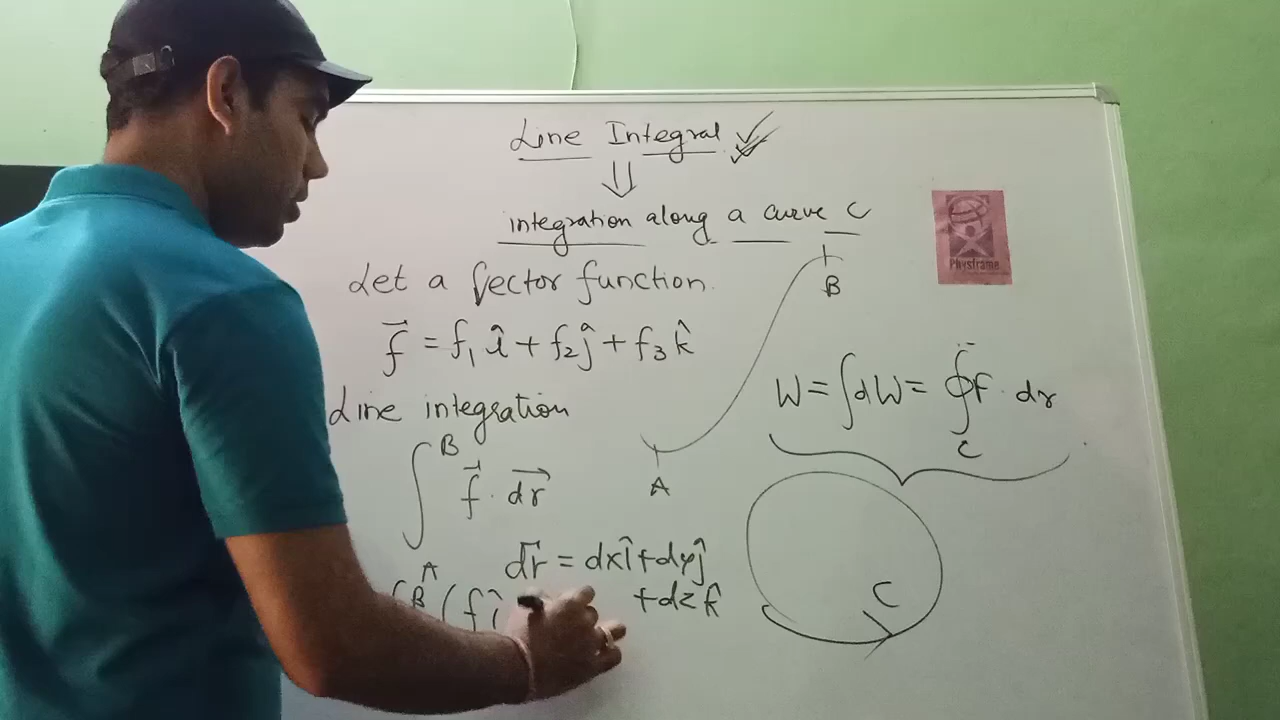 Line Integral
⇓
integration along a curve C
Let a vector function.
B
Physframe
f⃗ = f₁ î + f₂ ĵ + f₃ k̂
W = ∫dW = ∮F · dr
C
Line integration
∫ B A f⃗ · dr⃗
A
dr⃗ = dx î + dy ĵ
+ dz k̂
∫ B (f î
C